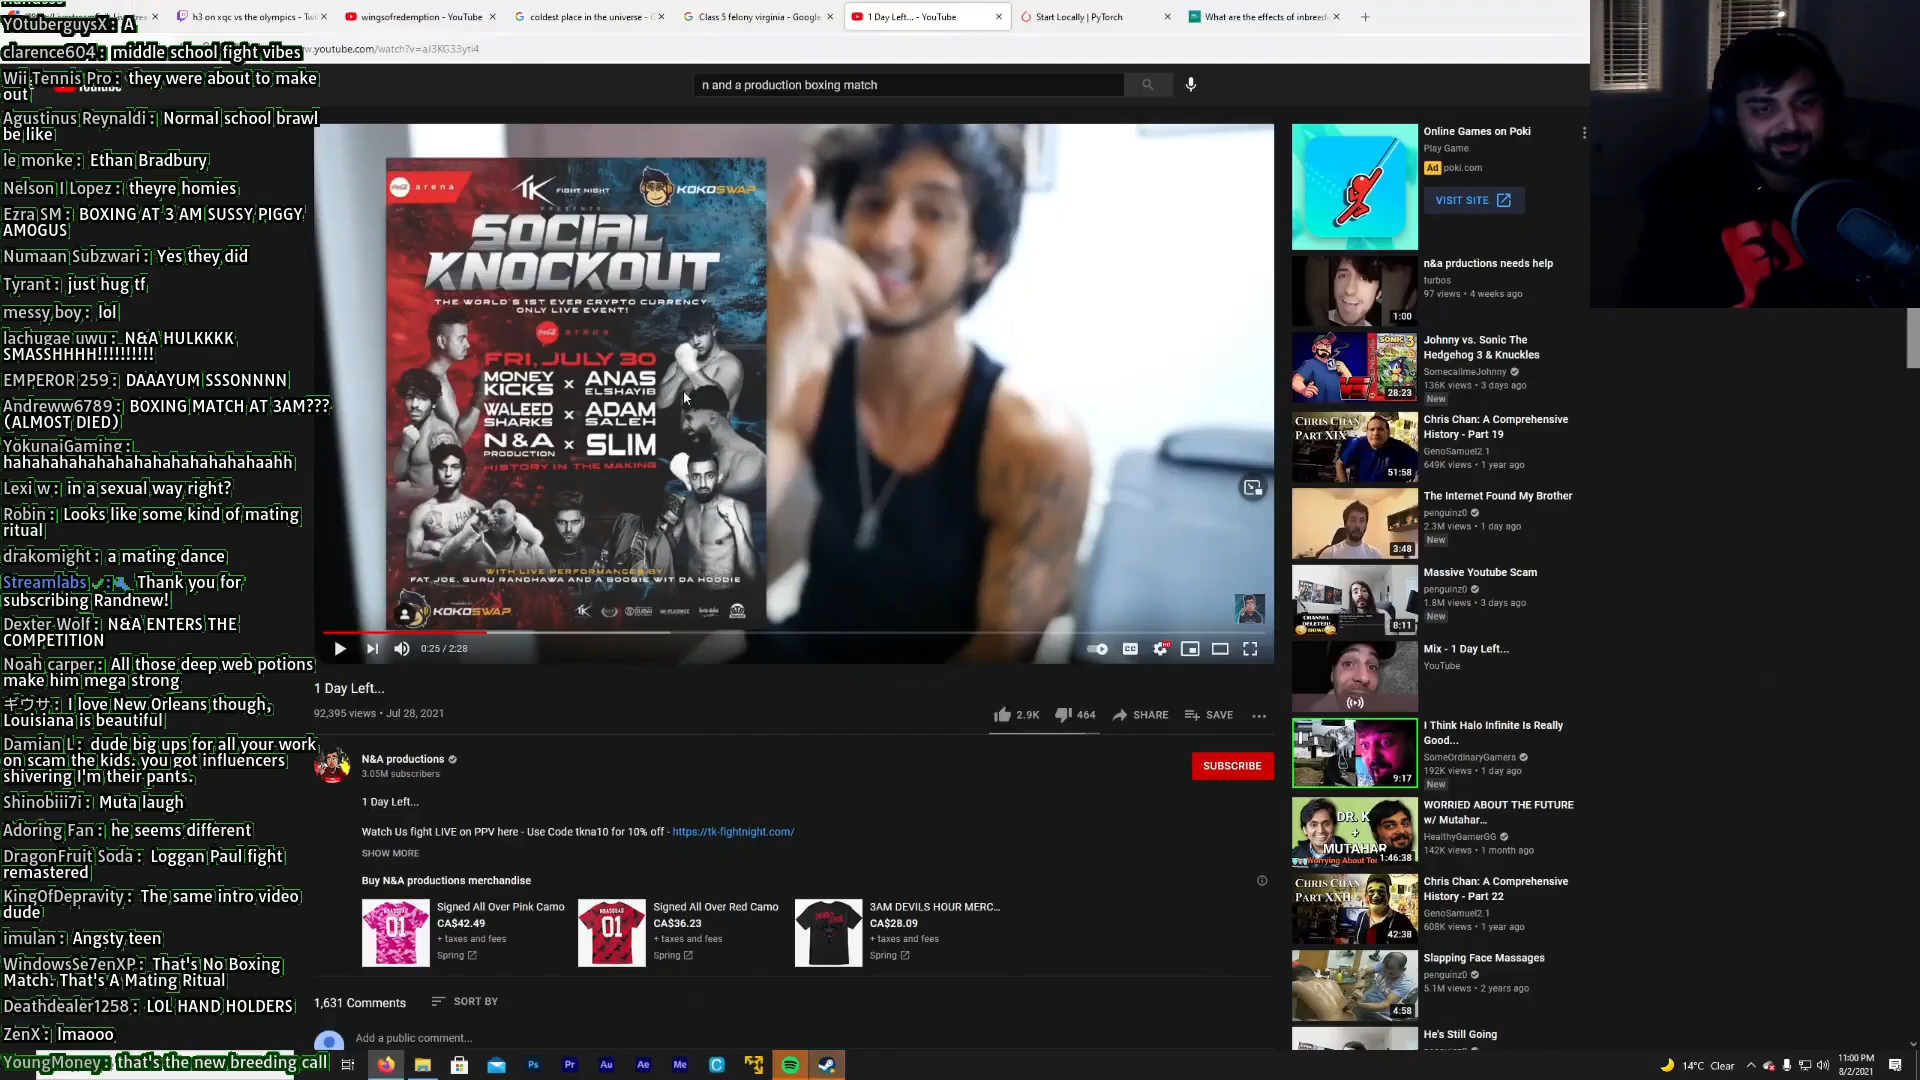 YOtuberguysX: A
clarence604: middle school fight vibes
Wii Tennis Pro: they were about to make
out
Agustinus Reynaldi: Normal school brawl
be like
le monke: Ethan Bradbury
Nelson I Lopez: theyre homies
Ezra SM: BOXING AT 3 AM SUSSY PIGGY
AMOGUS
Numaan Subzwari: Yes they did
Tyrant: just hug tf
messy boy: lol
lachugae uwu: N&A HULKKKK
SMASSHHHH!!!!!!!!!!
EMPEROR 259: DAAAYUM SSSONNNN
Andreww6789: BOXING MATCH AT 3AM???
(ALMOST DIED)
YokunaiGaming:
hahahahahahahahahahahahahaahh
Lexi w: in a sexual way right?
Robin: Looks like some kind of mating
ritual
drakomight: a mating dance
Streamlabs: Thank you for
subscribing Randnew!
Dexter Wolf: N&A ENTERS THE
COMPETITION
Noah carper: All those deep web potions
make him mega strong
ギウサ: I love New Orleans though,
Louisiana is beautiful
Damian L: dude big ups for all your work
on scam the kids. you got influencers
shivering I'm their pants.
Shinobiii7i: Muta laugh
Adoring Fan: he seems different
DragonFruit Soda: Loggan Paul fight
remastered
KingOfDepravity: The same intro video
dude
imulan: Angsty teen
WindowsSe7enXP: That's No Boxing
Match. That's A Mating Ritual
Deathdealer1258: LOL HAND HOLDERS
ZenX: lmaooo
YoungMoney: that's the new breeding call
h3 on xqc vs the olympics - Twi
wingsofredemption - YouTube
coldest place in the universe - G
Class 5 felony virginia - Google
1 Day Left... - YouTube
Start Locally | PyTorch
What are the effects of inbreed
.youtube.com/watch?v=aJ3KG33yti4
n and a production boxing match
arena
TK FIGHT NIGHT
KOKOSWAP
PRESENTS
SOCIAL
KNOCKOUT
THE WORLD'S 1ST EVER CRYPTO CURRENCY
ONLY LIVE EVENT!
arena
FRI, JULY 30
MONEY KICKS x ANAS ELSHAYIB
WALEED SHARKS x ADAM SALEH
N&A PRODUCTION x SLIM
HISTORY IN THE MAKING
WITH LIVE PERFORMANCES BY
FAT JOE, GURU RANDHAWA AND A BOOGIE WIT DA HOODIE
KOKOSWAP
0:25 / 2:28
1 Day Left...
92,395 views • Jul 28, 2021
2.9K 464 SHARE SAVE
N&A productions
3.05M subscribers
SUBSCRIBE
1 Day Left...
Watch Us fight LIVE on PPV here - Use Code tkna10 for 10% off - https://tk-fightnight.com/
SHOW MORE
Buy N&A productions merchandise
Signed All Over Pink Camo
CA$42.49
+ taxes and fees
Spring
Signed All Over Red Camo
CA$36.23
+ taxes and fees
Spring
3AM DEVILS HOUR MERC...
CA$28.09
+ taxes and fees
Spring
01
01
1,631 Comments SORT BY
Add a public comment...
Online Games on Poki
Play Game
Ad poki.com
VISIT SITE
n&a prductions needs help
turbos
97 views • 4 weeks ago
1:00
Johnny vs. Sonic The
Hedgehog 3 & Knuckles
SomecallmeJohnny
136K views • 3 days ago
New
28:23
Chris Chan: A Comprehensive
History - Part 19
GenoSamuel2.1
649K views • 1 year ago
CHRIS CHAN
PART XIX
51:58
The Internet Found My Brother
penguinz0
2.3M views • 1 day ago
New
3:48
Massive Youtube Scam
penguinz0
1.8M views • 3 days ago
New
8:11
Mix - 1 Day Left...
YouTube
I Think Halo Infinite Is Really
Good...
SomeOrdinaryGamers
192K views • 1 day ago
New
9:17
WORRIED ABOUT THE FUTURE
w/ Mutahar...
HealthyGamerGG
142K views • 1 month ago
DR. K
+
MUTAHAR
1:46:38
Chris Chan: A Comprehensive
History - Part 22
GenoSamuel2.1
608K views • 1 year ago
CHRIS CHAN
PART XXII
42:38
Slapping Face Massages
penguinz0
5.1M views • 2 years ago
4:58
He's Still Going
14°C Clear
11:00 PM
8/2/2021